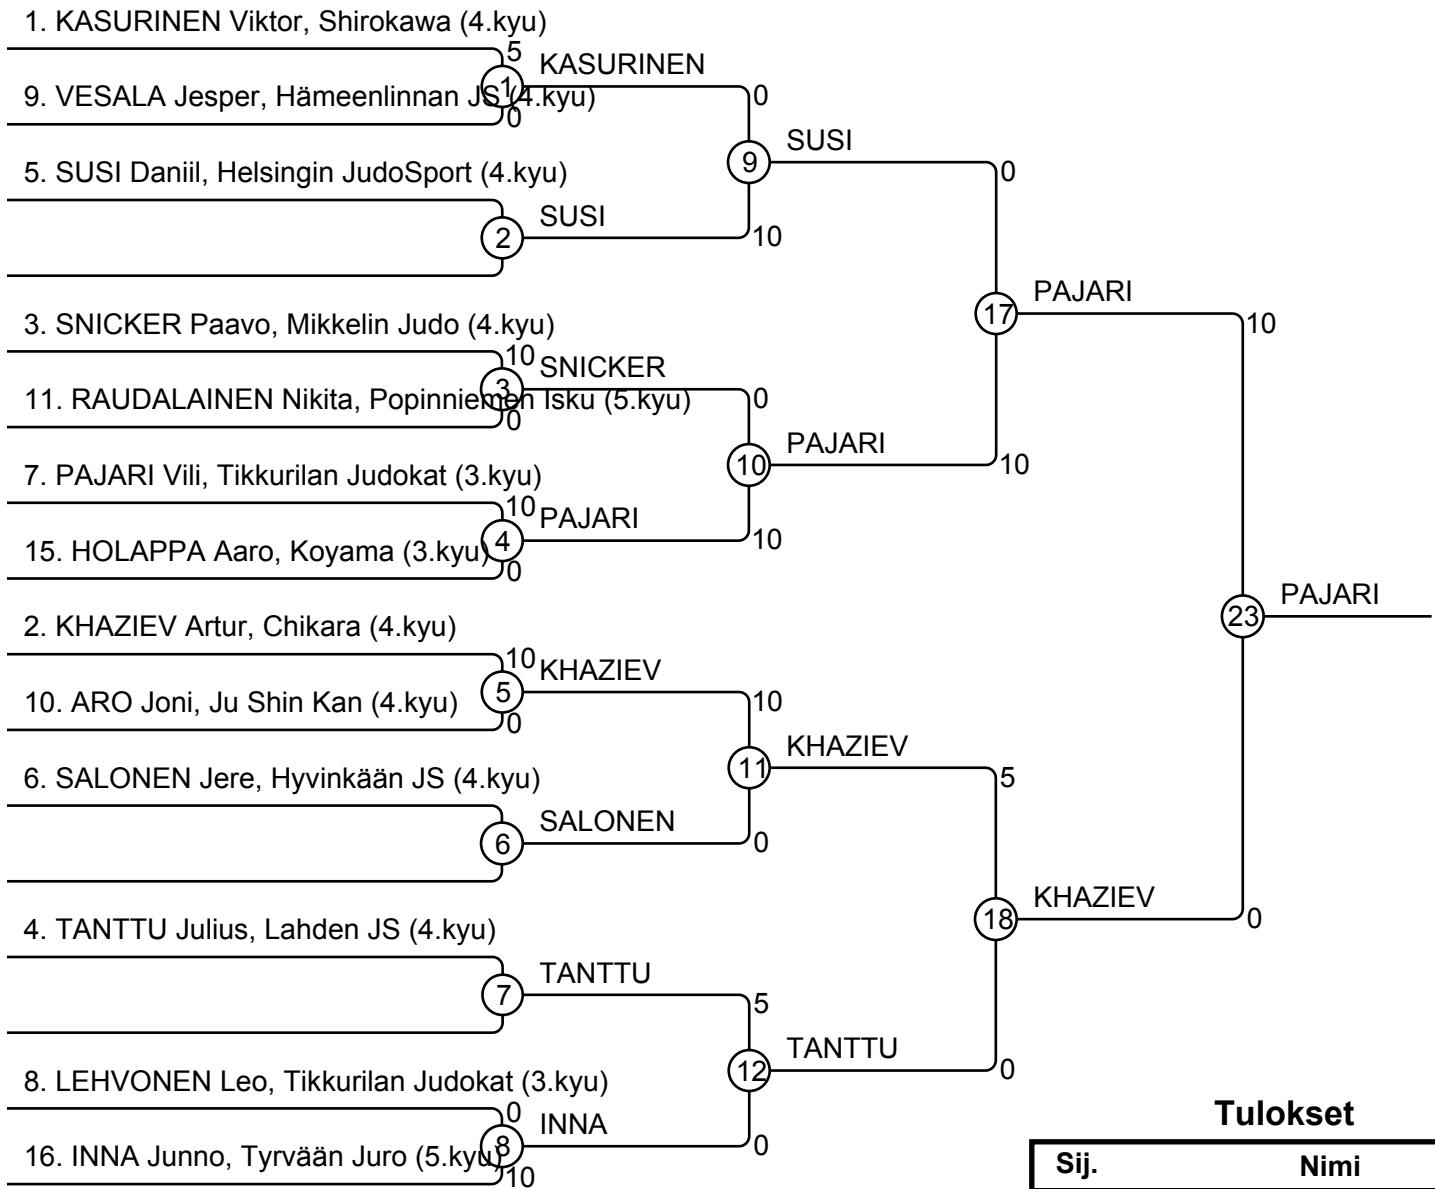 1. KASURINEN Viktor, Shirokawa (4.kyu)
5
KASURINEN
1
9. VESALA Jesper, Hämeenlinnan JS (4.kyu)
0
0
SUSI
9
5. SUSI Daniil, Helsingin JudoSport (4.kyu)
0
SUSI
2
10
PAJARI
17
3. SNICKER Paavo, Mikkelin Judo (4.kyu)
10
10
SNICKER
3
11. RAUDALAINEN Nikita, Popinniemen Isku (5.kyu)
0
0
PAJARI
10
10
7. PAJARI Vili, Tikkurilan Judokat (3.kyu)
10
PAJARI
4
10
15. HOLAPPA Aaro, Koyama (3.kyu)
0
PAJARI
23
2. KHAZIEV Artur, Chikara (4.kyu)
10
KHAZIEV
5
10
10. ARO Joni, Ju Shin Kan (4.kyu)
0
KHAZIEV
11
5
6. SALONEN Jere, Hyvinkään JS (4.kyu)
SALONEN
6
0
KHAZIEV
18
0
4. TANTTU Julius, Lahden JS (4.kyu)
TANTTU
7
5
TANTTU
12
0
8. LEHVONEN Leo, Tikkurilan Judokat (3.kyu)
0
INNA
8
0
16. INNA Junno, Tyrvään Juro (5.kyu)
10
Tulokset
Sij. Nimi